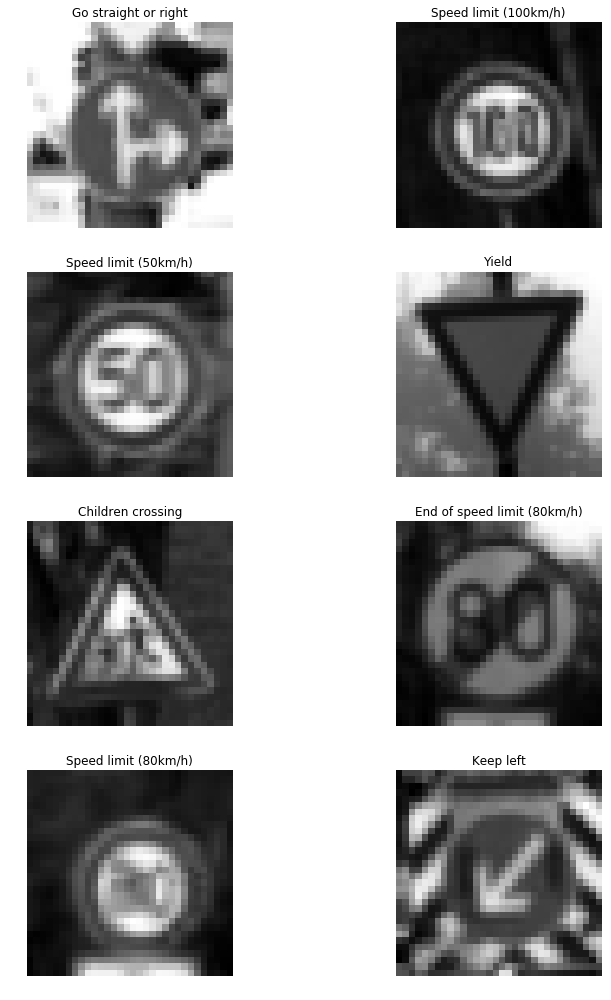 Go straight or right
Speed limit (100km/h)
100
Speed limit (50km/h)
50
Yield
Children crossing
End of speed limit (80km/h)
80
Speed limit (80km/h)
Keep left